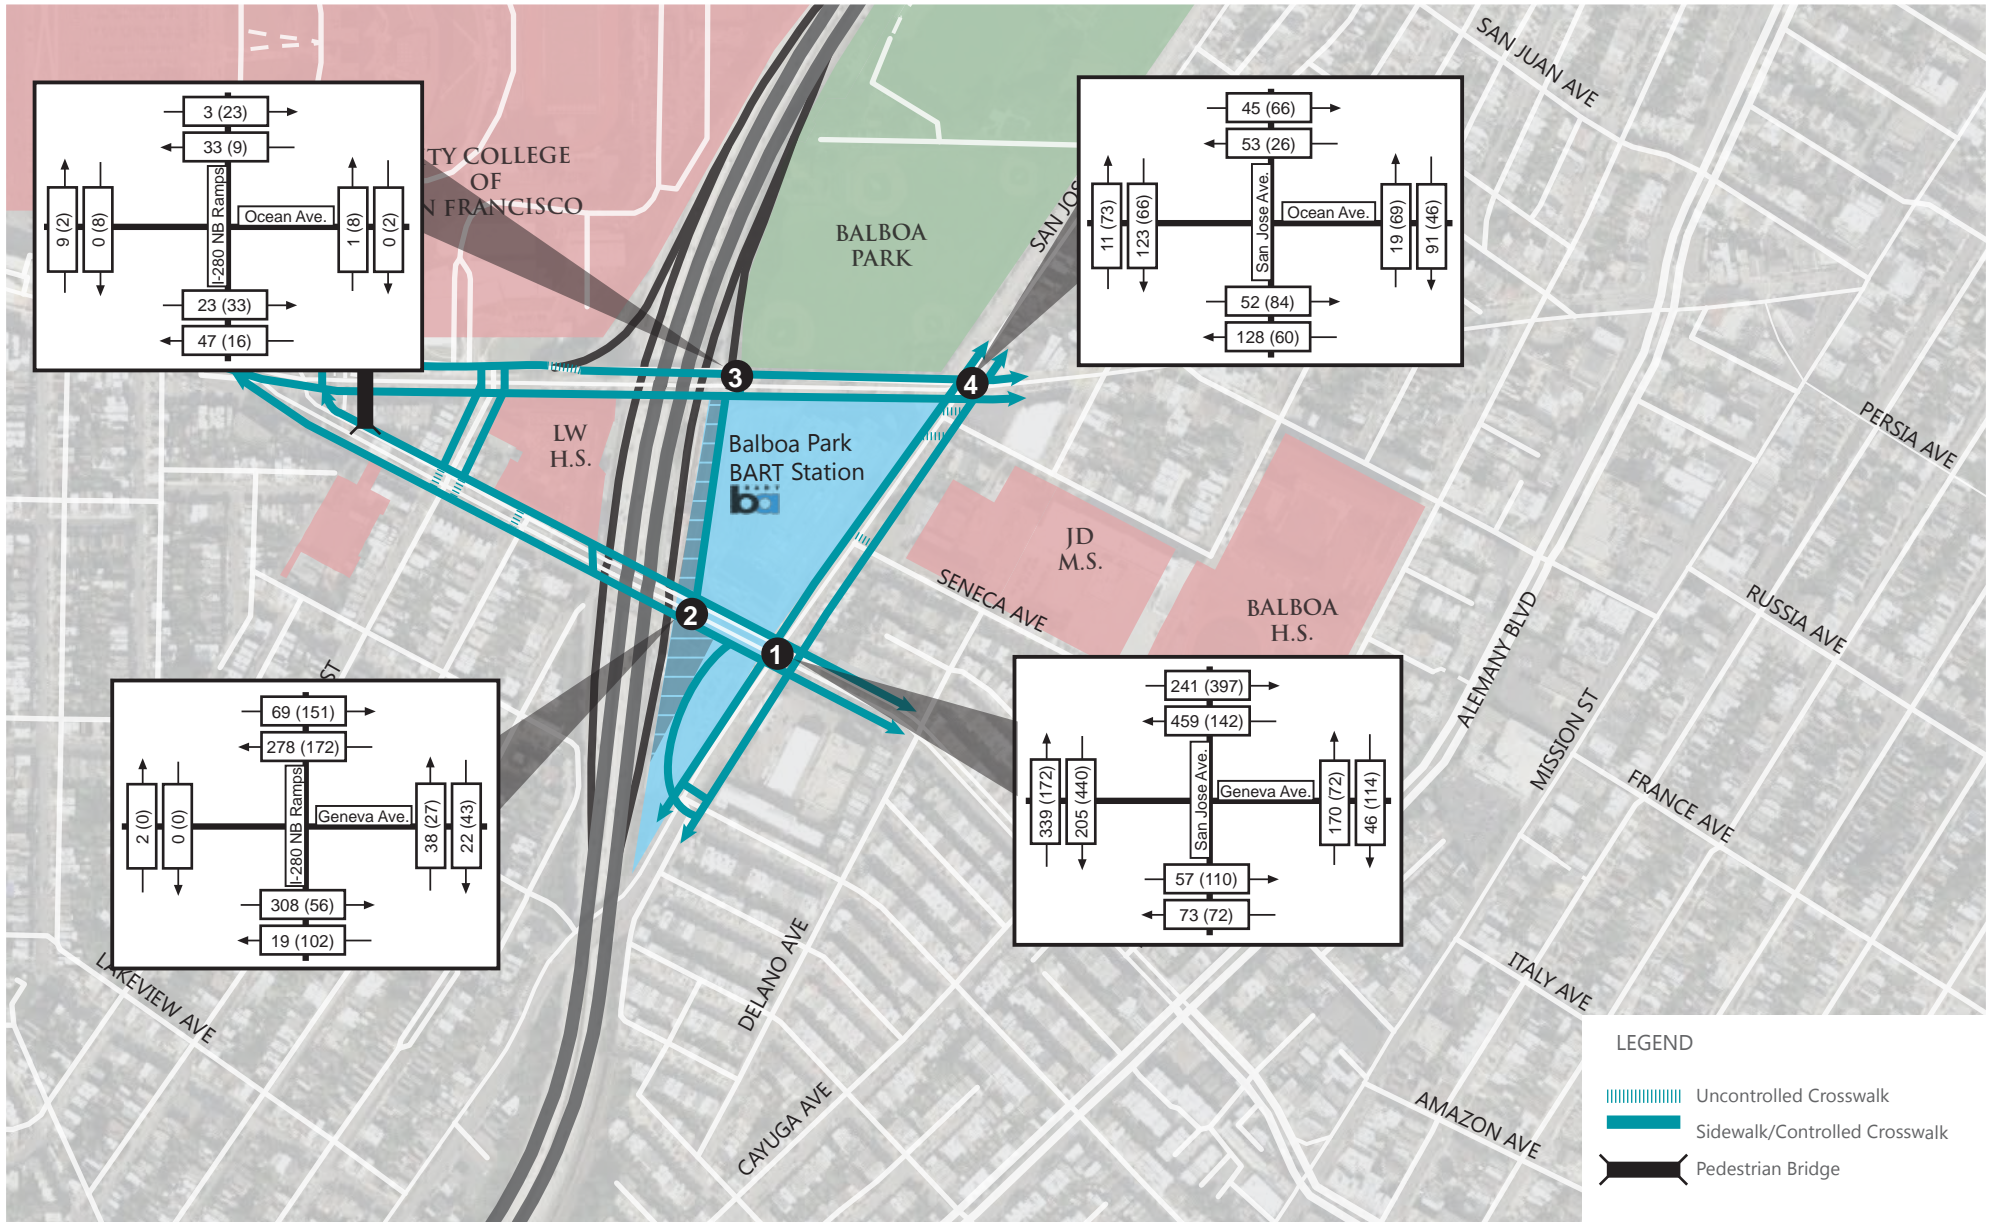 SAN JUAN AVE
3 (23)
33 (9)
9 (2)
0 (8)
I-280 NB Ramps
Ocean Ave.
1 (8)
0 (2)
23 (33)
47 (16)
TY COLLEGE
OF
N FRANCISCO
BALBOA
PARK
SAN JOS
45 (66)
53 (26)
11 (73)
123 (66)
San Jose Ave.
Ocean Ave.
19 (69)
91 (46)
52 (84)
128 (60)
3
4
PERSIA AVE
LW
H.S.
Balboa Park
BART Station
ba
JD
M.S.
SENECA AVE
BALBOA
H.S.
RUSSIA AVE
ALEMANY BLVD
MISSION ST
FRANCE AVE
2
1
ST
69 (151)
278 (172)
2 (0)
0 (0)
I-280 NB Ramps
Geneva Ave.
38 (27)
22 (43)
308 (56)
19 (102)
241 (397)
459 (142)
339 (172)
205 (440)
San Jose Ave.
Geneva Ave.
170 (72)
46 (114)
57 (110)
73 (72)
LAKEVIEW AVE
DELANO AVE
CAYUGA AVE
ITALY AVE
AMAZON AVE
LEGEND
Uncontrolled Crosswalk
Sidewalk/Controlled Crosswalk
Pedestrian Bridge